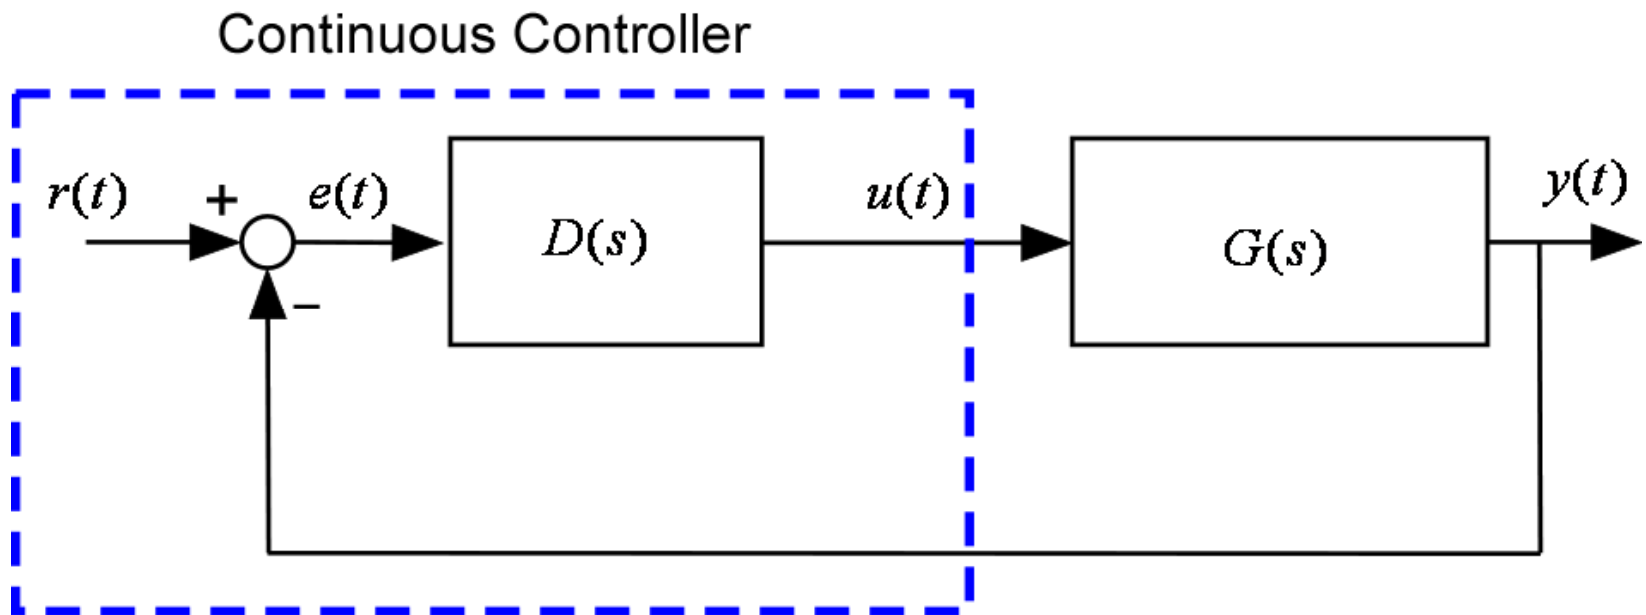 Continuous Controller
r(t) + e(t) u(t) y(t)
D(s) G(s)
−